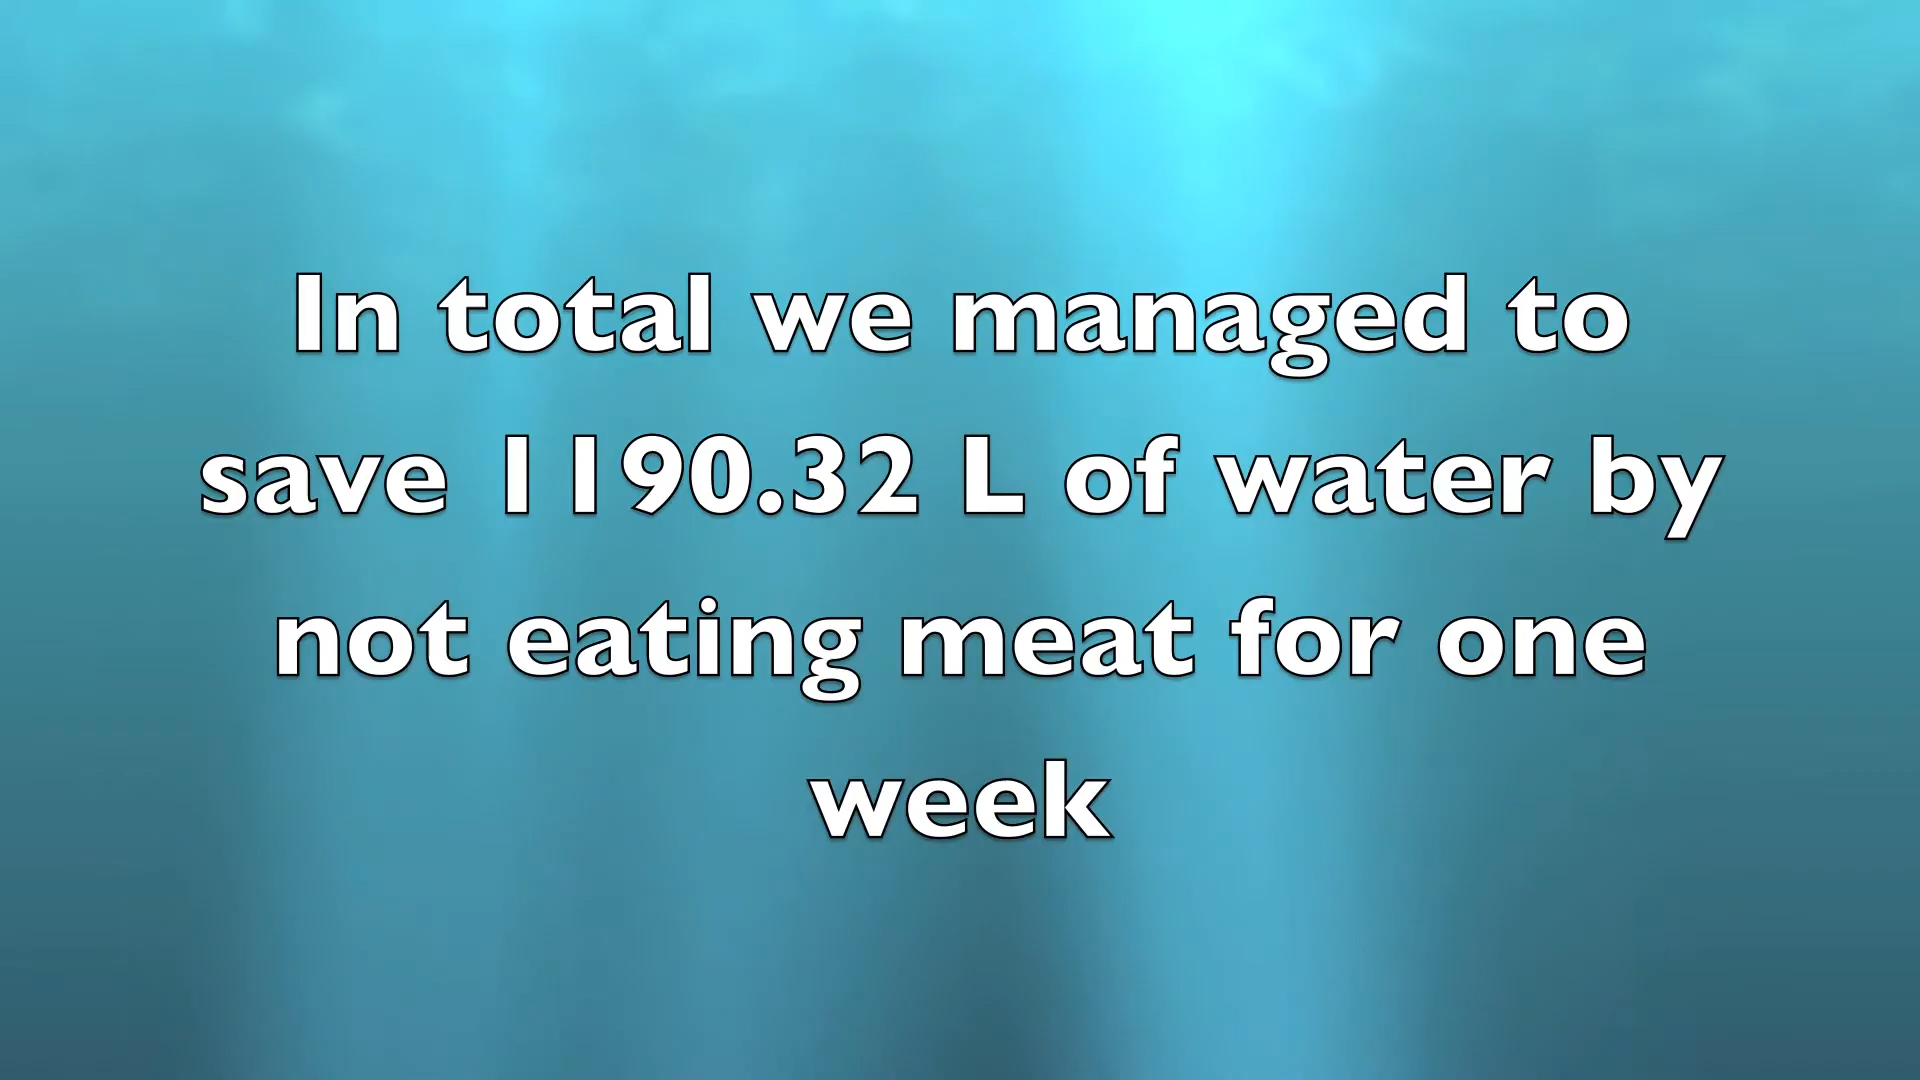 In total we managed to
save 1190.32 L of water by
not eating meat for one
week